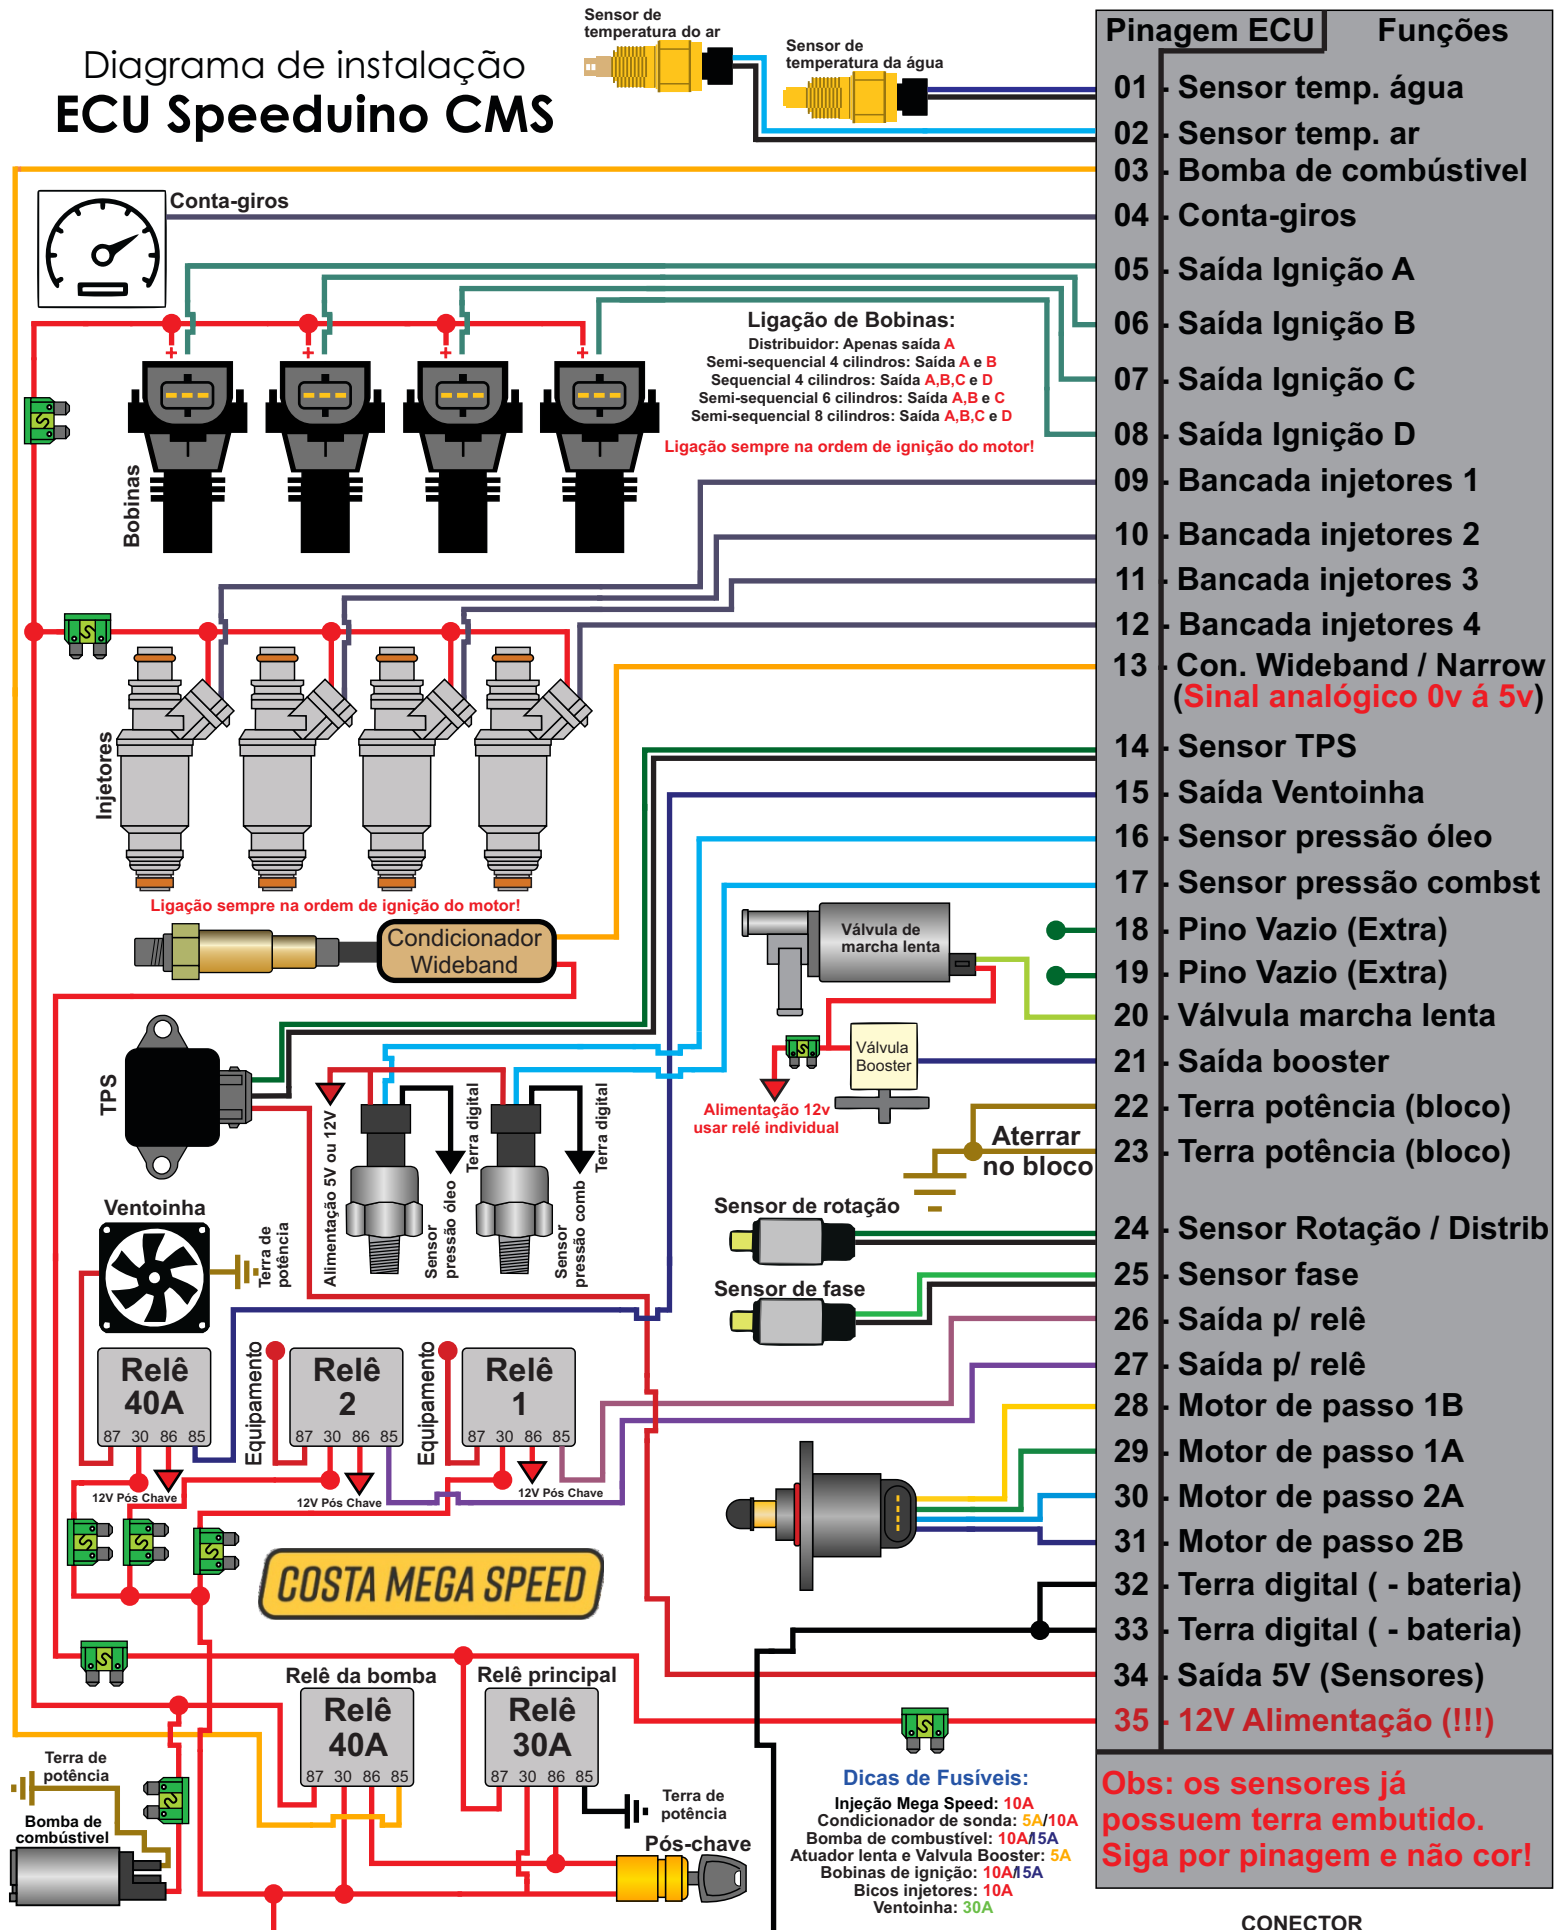 Diagrama de instalação
ECU Speeduino CMS
Sensor de
temperatura do ar
Sensor de
temperatura da água
Pinagem ECU
Funções
01 - Sensor temp. água
02 - Sensor temp. ar
03 - Bomba de combústivel
04 - Conta-giros
05 - Saída Ignição A
06 - Saída Ignição B
07 - Saída Ignição C
08 - Saída Ignição D
09 - Bancada injetores 1
10 - Bancada injetores 2
11 - Bancada injetores 3
12 - Bancada injetores 4
13 - Con. Wideband / Narrow
(Sinal analógico 0v á 5v)
14 - Sensor TPS
15 - Saída Ventoinha
16 - Sensor pressão óleo
17 - Sensor pressão combst
18 - Pino Vazio (Extra)
19 - Pino Vazio (Extra)
20 - Válvula marcha lenta
21 - Saída booster
22 - Terra potência (bloco)
23 - Terra potência (bloco)
24 - Sensor Rotação / Distrib
25 - Sensor fase
26 - Saída p/ relê
27 - Saída p/ relê
28 - Motor de passo 1B
29 - Motor de passo 1A
30 - Motor de passo 2A
31 - Motor de passo 2B
32 - Terra digital ( - bateria)
33 - Terra digital ( - bateria)
34 - Saída 5V (Sensores)
35 - 12V Alimentação (!!!)
Obs: os sensores já
possuem terra embutido.
Siga por pinagem e não cor!
CONECTOR
Conta-giros
+ + + +
Bobinas
Ligação de Bobinas:
Distribuidor: Apenas saída A
Semi-sequencial 4 cilindros: Saída A e B
Sequencial 4 cilindros: Saída A,B,C e D
Semi-sequencial 6 cilindros: Saída A,B e C
Semi-sequencial 8 cilindros: Saída A,B,C e D
Ligação sempre na ordem de ignição do motor!
Injetores
Ligação sempre na ordem de ignição do motor!
Condicionador
Wideband
Válvula de
marcha lenta
Válvula
Booster
Alimentação 12v
usar relé individual
TPS
Alimentação 5V ou 12V
Terra digital
Sensor
pressão óleo
Terra digital
Sensor
pressão comb
Aterrar
no bloco
Sensor de rotação
Sensor de fase
Ventoinha
Terra de
potência
Relê
40A
87 30 86 85
12V Pós Chave
Equipamento
Relê
2
87 30 86 85
12V Pós Chave
Equipamento
Relê
1
87 30 86 85
12V Pós Chave
COSTA MEGA SPEED
Relê da bomba
Relê
40A
87 30 86 85
Relê principal
Relê
30A
87 30 86 85
Terra de
potência
Pós-chave
Terra de
potência
Bomba de
combústivel
Dicas de Fusíveis:
Injeção Mega Speed: 10A
Condicionador de sonda: 5A/10A
Bomba de combustível: 10A/15A
Atuador lenta e Valvula Booster: 5A
Bobinas de ignição: 10A/15A
Bicos injetores: 10A
Ventoinha: 30A